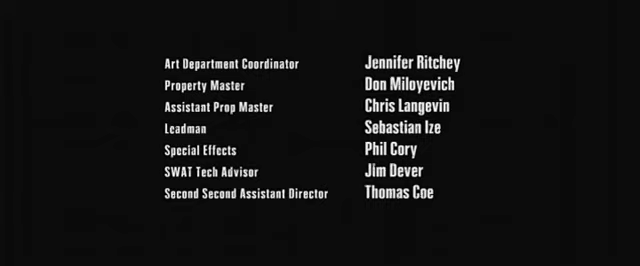 Art Department Coordinator Jennifer Ritchey
Property Master Don Miloyevich
Assistant Prop Master Chris Langevin
Leadman Sebastian Ize
Special Effects Phil Cory
SWAT Tech Advisor Jim Dever
Second Second Assistant Director Thomas Coe